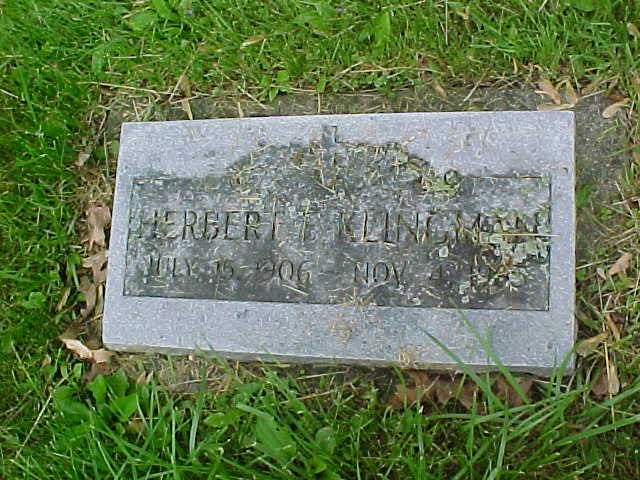 HERBERT KLINGMAN
JULY 15, 1906 NOV. 4,